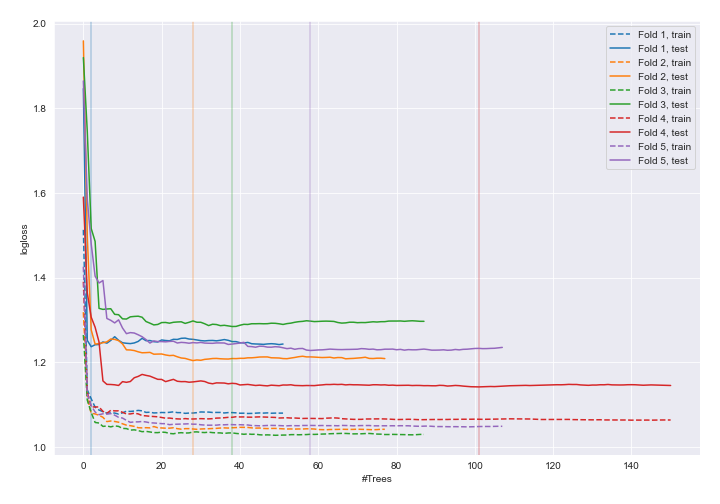 2.0
1.8
1.6
1.4
1.2
1.0
logloss
0
20
40
60
80
100
120
140
#Trees
Fold 1, train
Fold 1, test
Fold 2, train
Fold 2, test
Fold 3, train
Fold 3, test
Fold 4, train
Fold 4, test
Fold 5, train
Fold 5, test